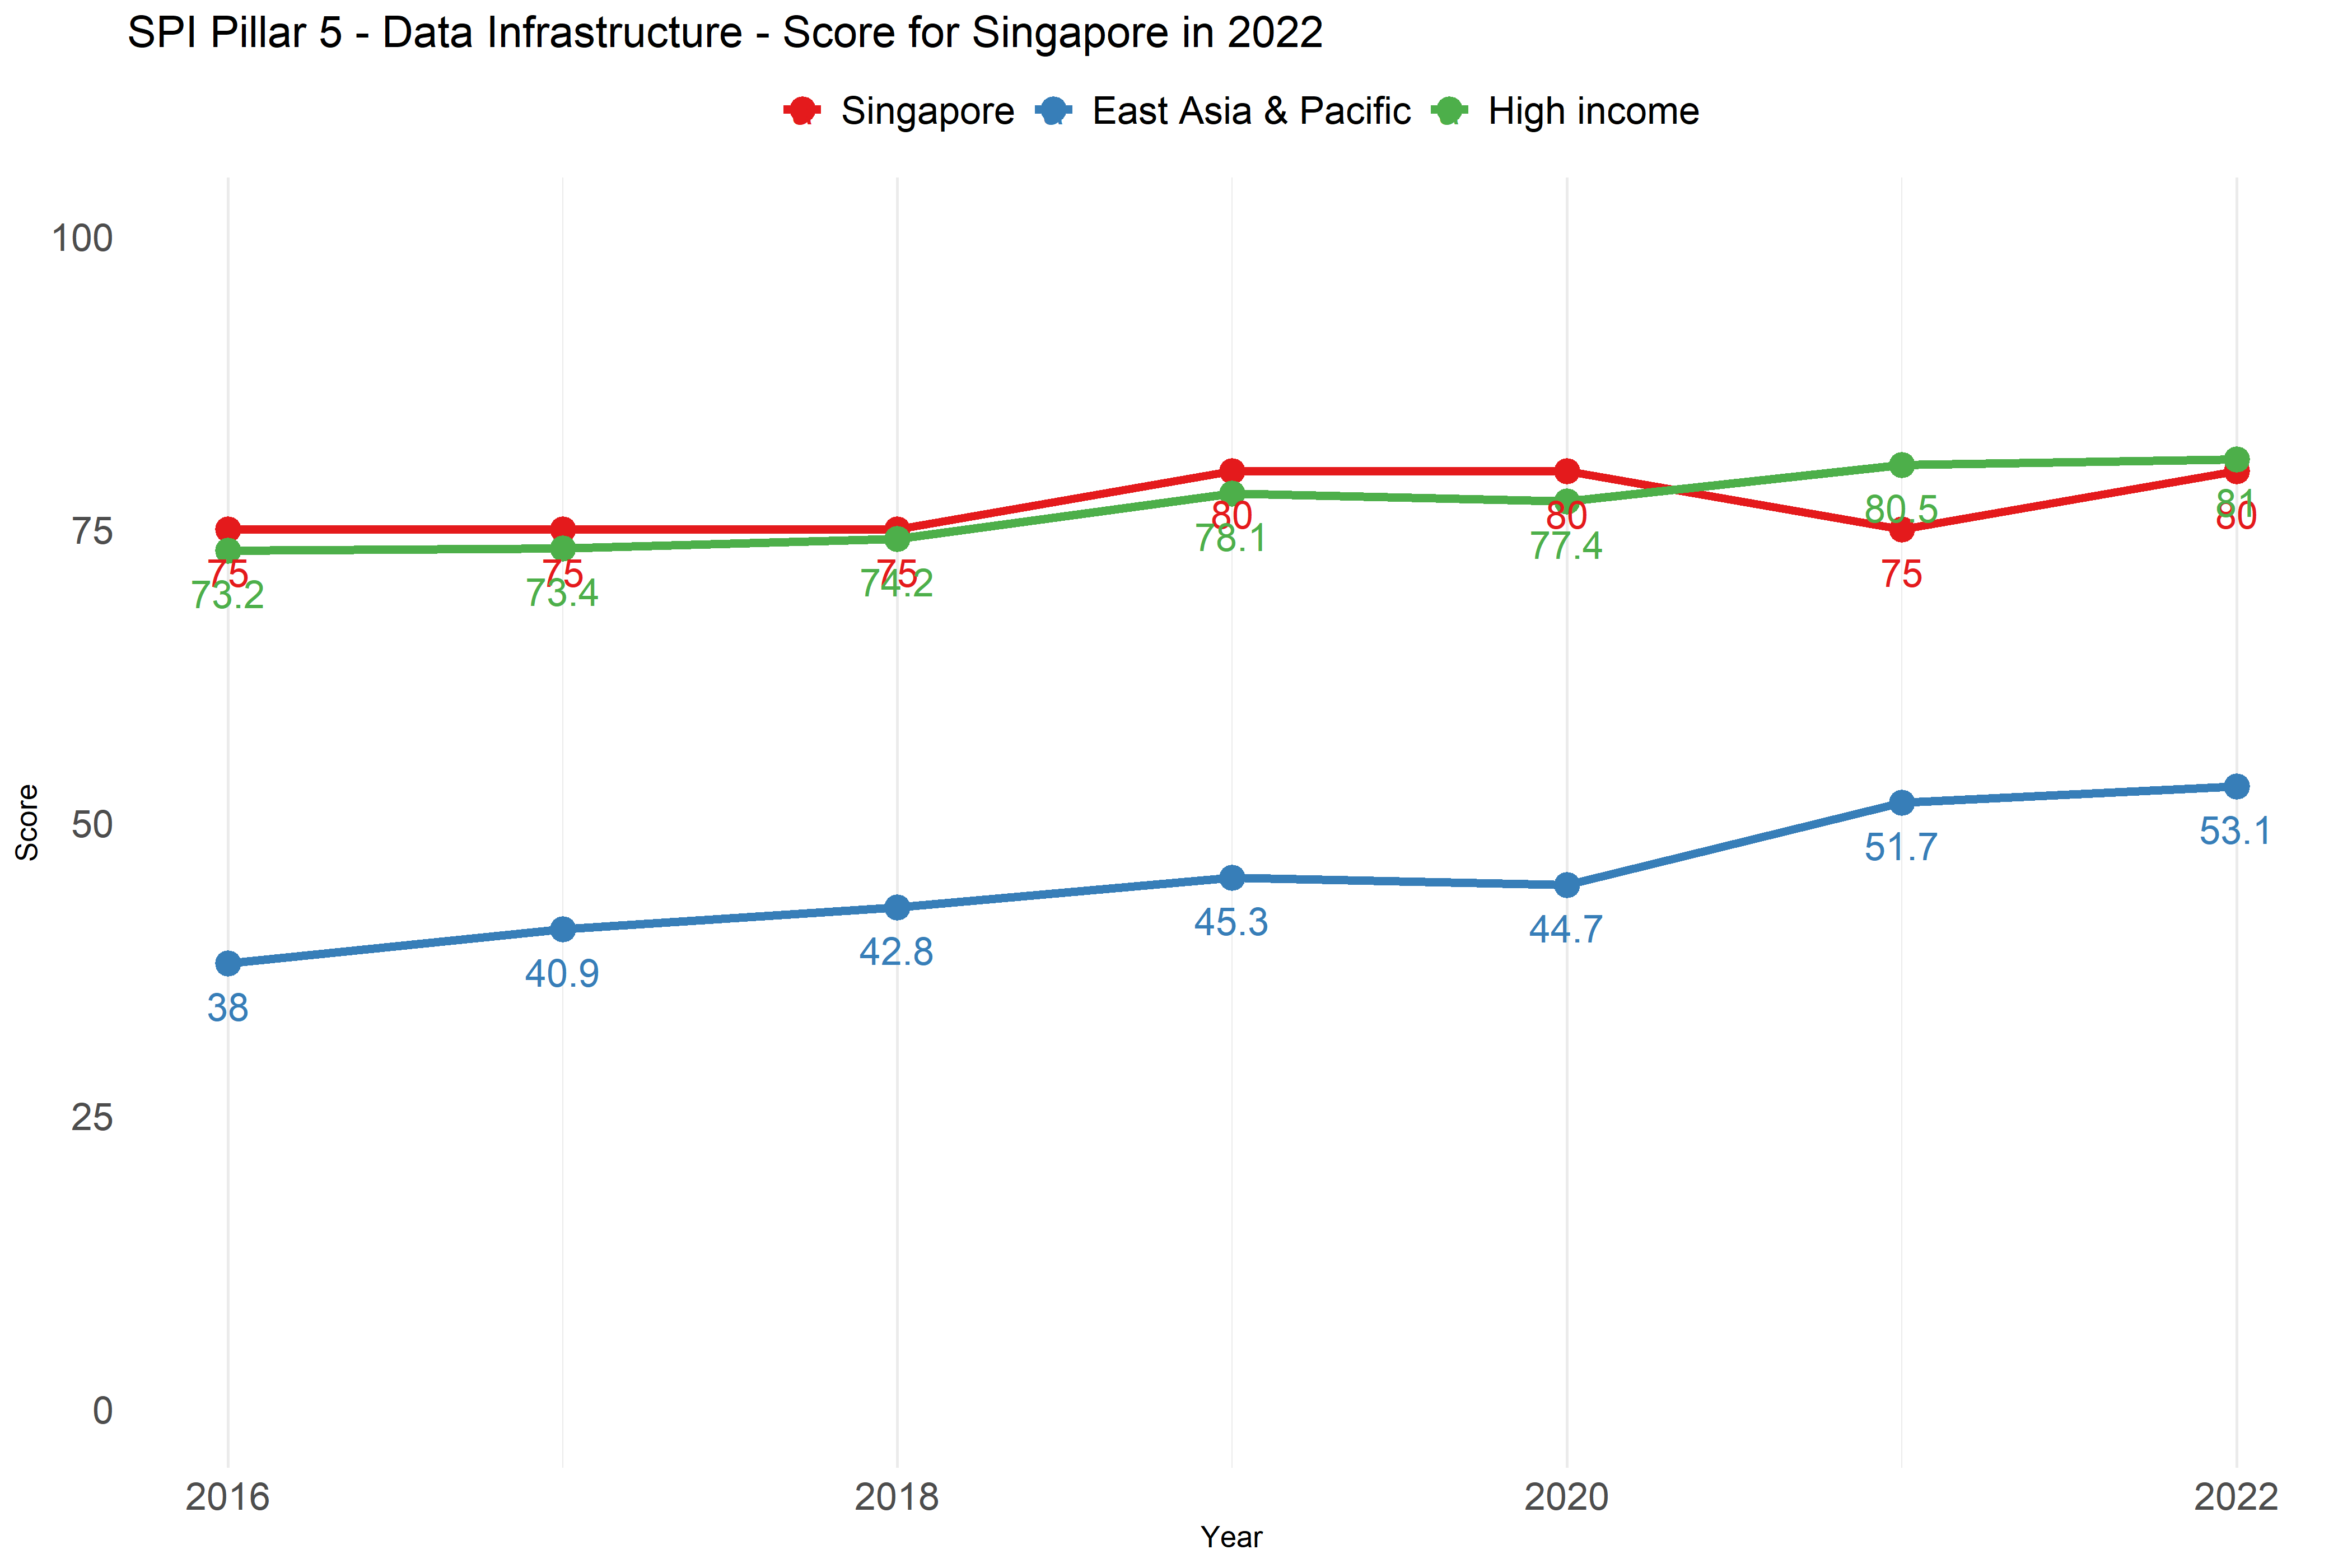 SPI Pillar 5 - Data Infrastructure - Score for Singapore in 2022
Singapore East Asia & Pacific High income
100
75
50
25
0
Score
75 75 75 80 80 75 80
73.2 73.4 74.2 78.1 77.4 80.5 81
38 40.9 42.8 45.3 44.7 51.7 53.1
2016 2018 2020 2022
Year